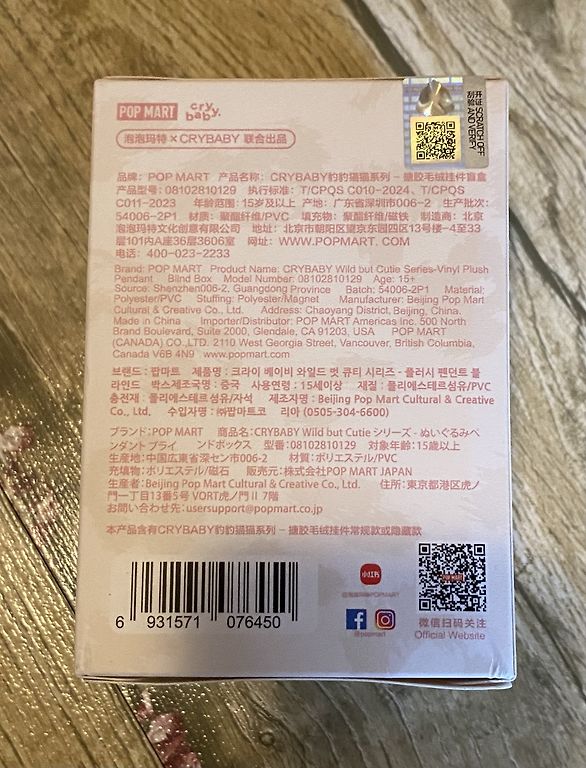 POP MART cry baby.
泡泡玛特×CRYBABY 联合出品
刮开验证 SCRATCH OFF AND VERIFY
品牌: POP MART 产品名称: CRYBABY豹豹猫猫系列 – 搪胶毛绒挂件盲盒
产品型号: 08102810129 执行标准: T/CPQS C010-2024、T/CPQS
C011-2023 年龄范围: 15岁及以上 产地: 广东省深圳市006-2 生产批次:
54006-2P1 材质: 聚酯纤维/PVC 填充物: 聚酯纤维/磁铁 制造商: 北京
泡泡玛特文化创意有限公司 地址: 北京市朝阳区望京东园四区13号楼-4至33
层101内A座36层3606室 网址: WWW.POPMART.COM
电话: 400-023-2233
Brand: POP MART Product Name: CRYBABY Wild but Cutie Series-Vinyl Plush
Pendant Blind Box Model Number: 08102810129 Age: 15+
Source: Shenzhen006-2, Guangdong Province Batch: 54006-2P1 Material:
Polyester/PVC Stuffing: Polyester/Magnet Manufacturer: Beijing Pop Mart
Cultural & Creative Co., Ltd. Address: Chaoyang District, Beijing, China.
Made in China Importer/Distributor: POP MART Americas Inc. 500 North
Brand Boulevard, Suite 2000, Glendale, CA 91203, USA POP MART
(CANADA) CO.,LTD. 2110 West Georgia Street, Vancouver, British Columbia,
Canada V6B 4N9 www.popmart.com
브랜드 : 팝마트 제품명 : 크라이 베이비 와일드 벗 큐티 시리즈 - 플러시 펜던트 블
라인드 박스제조국명 : 중국 사용연령 : 15세이상 재질 : 폴리에스테르섬유/PVC
충전재 : 폴리에스테르섬유/자석 제조자명 : Beijing Pop Mart Cultural & Creative
Co., Ltd. 수입자명 : ㈜팝마트코 리아 (0505-304-6600)
ブランド: POP MART 商品名: CRYBABY Wild but Cutie シリーズ - ぬいぐるみペ
ンダントブライ ンドボックス 型番: 08102810129 対象年齢: 15歳以上
生産地: 中国広東省深セン市006-2 材質: ポリエステル/PVC
充填物: ポリエステル/磁石 販売元: 株式会社POP MART JAPAN
生産者: Beijing Pop Mart Cultural & Creative Co., Ltd. 住所: 東京都港区虎ノ
門一丁目13番5号 VORT虎ノ門Ⅱ 7階
お問い合わせ先: usersupport@popmart.co.jp
本产品含有CRYBABY豹豹猫猫系列 – 搪胶毛绒挂件常规款或隐藏款
6 931571 076450
小红书
@泡泡玛特POPMART
@popmart
POP MART
微信扫码关注
Official Website